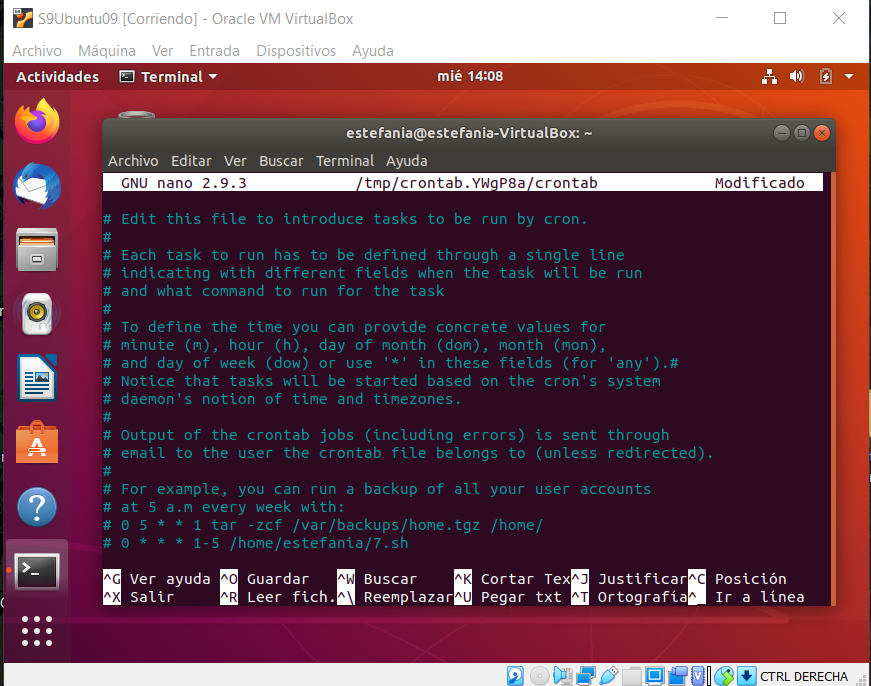 S9Ubuntu09 [Corriendo] - Oracle VM VirtualBox
Archivo Máquina Ver Entrada Dispositivos Ayuda
Actividades Terminal mié 14:08
estefania@estefania-VirtualBox: ~
Archivo Editar Ver Buscar Terminal Ayuda
GNU nano 2.9.3 /tmp/crontab.YWgP8a/crontab Modificado
# Edit this file to introduce tasks to be run by cron.
#
# Each task to run has to be defined through a single line
# indicating with different fields when the task will be run
# and what command to run for the task
#
# To define the time you can provide concrete values for
# minute (m), hour (h), day of month (dom), month (mon),
# and day of week (dow) or use '*' in these fields (for 'any').#
# Notice that tasks will be started based on the cron's system
# daemon's notion of time and timezones.
#
# Output of the crontab jobs (including errors) is sent through
# email to the user the crontab file belongs to (unless redirected).
#
# For example, you can run a backup of all your user accounts
# at 5 a.m every week with:
# 0 5 * * 1 tar -zcf /var/backups/home.tgz /home/
# 0 * * * 1-5 /home/estefania/7.sh
^G Ver ayuda ^O Guardar ^W Buscar ^K Cortar Tex ^J Justificar ^C Posición
^X Salir ^R Leer fich. ^\ Reemplazar ^U Pegar txt ^T Ortografía ^_ Ir a línea
CTRL DERECHA